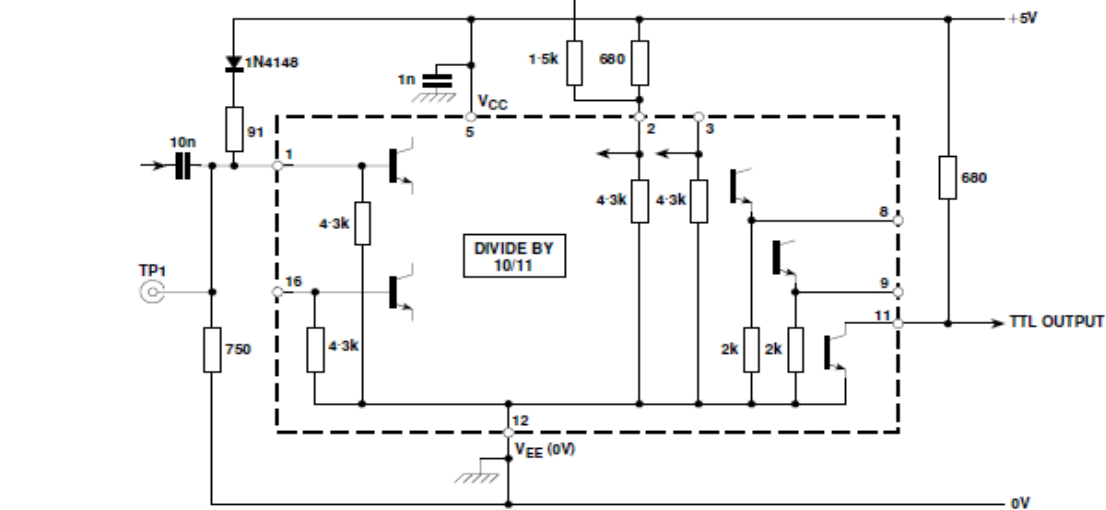 +5V
1N4148
1·5k
680
1n
VCC
5
2
3
91
10n
1
680
4·3k
4·3k
4·3k
8
DIVIDE BY
10/11
TP1
16
9
11
TTL OUTPUT
750
4·3k
2k
2k
12
VEE (0V)
0V